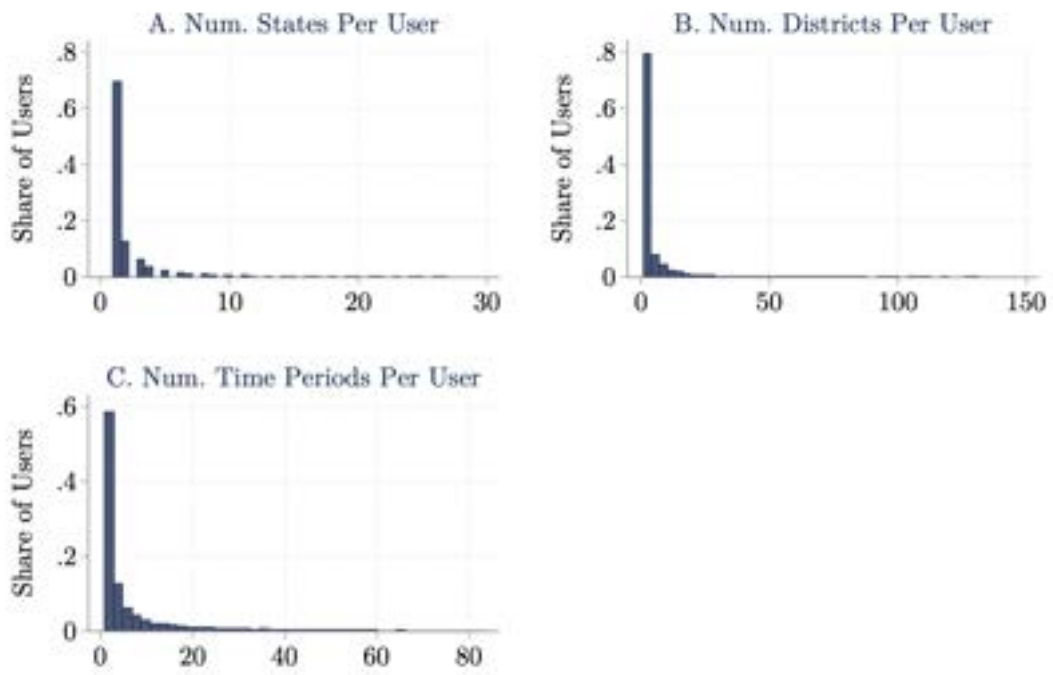 A. Num. States Per User
Share of Users
.8
.6
.4
.2
0
0 10 20 30
B. Num. Districts Per User
Share of Users
.8
.6
.4
.2
0
0 50 100 150
C. Num. Time Periods Per User
Share of Users
.6
.4
.2
0
0 20 40 60 80